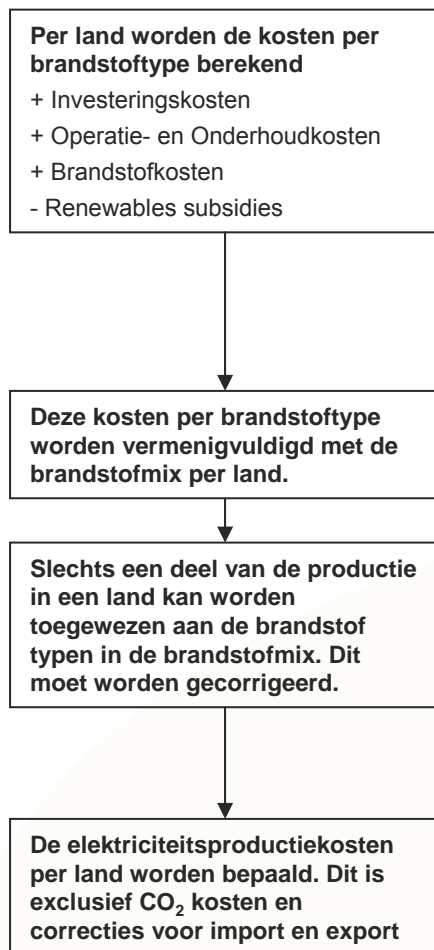 Per land worden de kosten per
brandstoftype berekend
+ Investeringskosten
+ Operatie- en Onderhoudkosten
+ Brandstofkosten
- Renewables subsidies
Deze kosten per brandstoftype
worden vermenigvuldigd met de
brandstofmix per land.
Slechts een deel van de productie
in een land kan worden
toegewezen aan de brandstof
typen in de brandstofmix. Dit
moet worden gecorrigeerd.
De elektriciteitsproductiekosten
per land worden bepaald. Dit is
exclusief CO₂ kosten en
correcties voor import en export